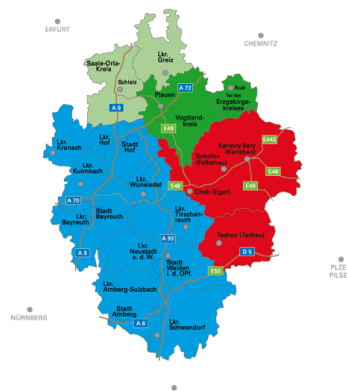 ERFURT
CHEMNITZ
Saale-Orla-
Kreis
Lkr.
Greiz
Schleiz
A 9
A 72
Plauen
Aue
Teil des
Erzgebirgs-
kreises
Vogtland-
kreis
E49
E442
Lkr.
Kronach
Lkr.
Hof
Stadt
Hof
Karlovy Vary
(Karlsbad)
Sokolov
(Falkenau)
Lkr.
Kulmbach
Lkr.
Wunsiedel
E48
E49
E48
Cheb (Eger)
A 70
Lkr.
Bayreuth
Stadt
Bayreuth
Lkr.
Tirschen-
reuth
A 9
A 93
Lkr.
Neustadt
a. d. W.
Tachov (Tachau)
D 5
Stadt
Weiden
i. d. OPf.
E50
PLZE
PILSE
Lkr.
Amberg-Sulzbach
Stadt
Amberg
A 6
Lkr.
Schwandorf
NÜRNBERG